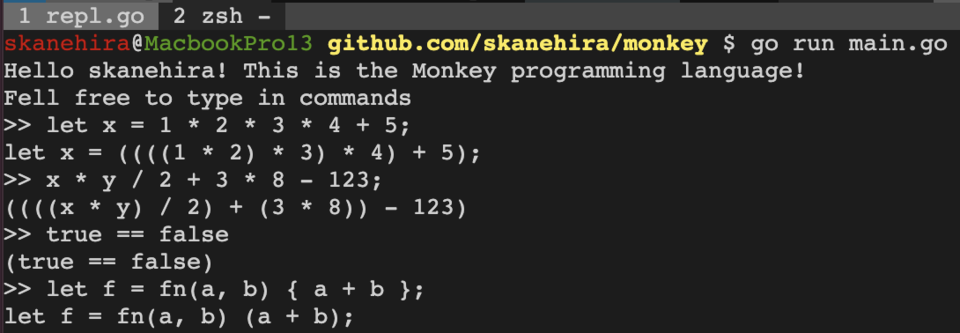 1 repl.go 2 zsh -
skanehira@MacbookPro13 github.com/skanehira/monkey $ go run main.go
Hello skanehira! This is the Monkey programming language!
Fell free to type in commands
>> let x = 1 * 2 * 3 * 4 + 5;
let x = ((((1 * 2) * 3) * 4) + 5);
>> x * y / 2 + 3 * 8 - 123;
((((x * y) / 2) + (3 * 8)) - 123)
>> true == false
(true == false)
>> let f = fn(a, b) { a + b };
let f = fn(a, b) (a + b);